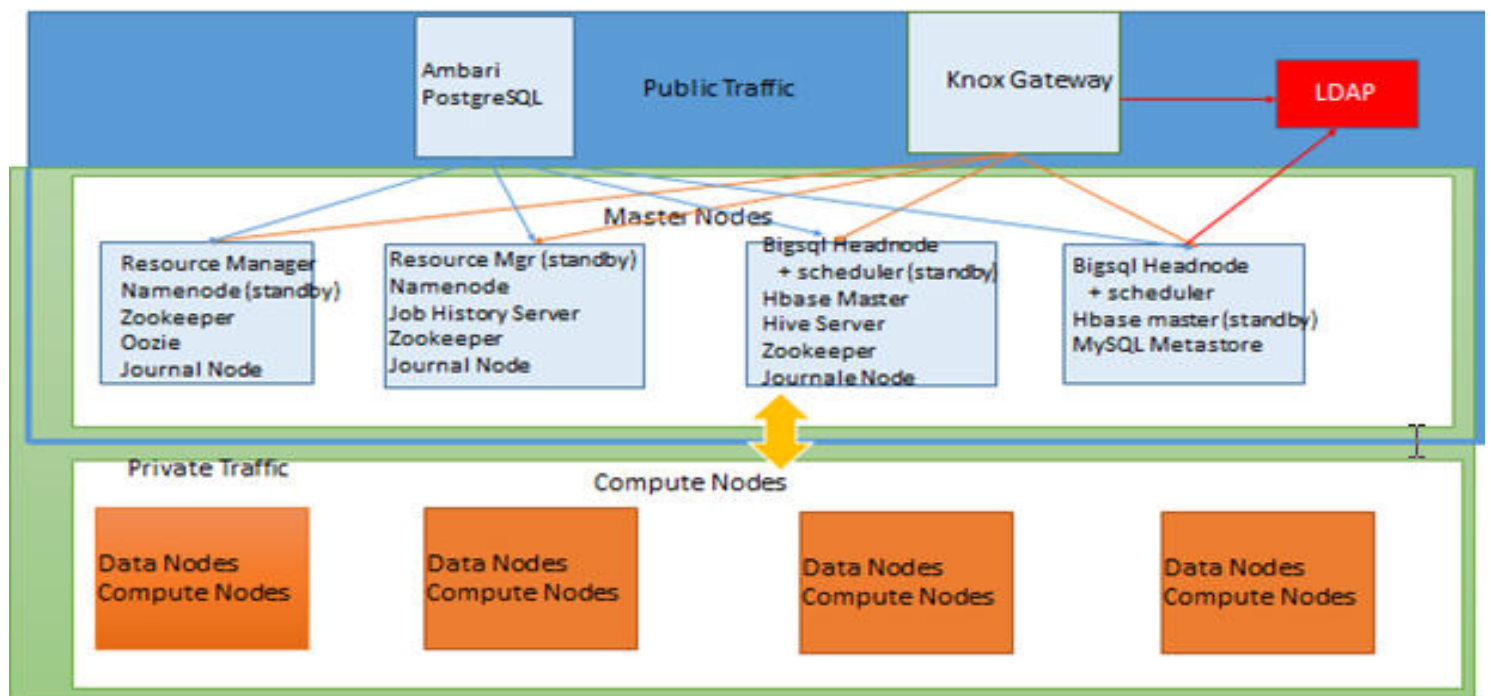 Ambari
PostgreSQL
Public Traffic
Knox Gateway
LDAP
Master Nodes
Resource Manager
Namenode (standby)
Zookeeper
Oozie
Journal Node
Resource Mgr (standby)
Namenode
Job History Server
Zookeeper
Journal Node
Bigsql Headnode
+ scheduler (standby)
Hbase Master
Hive Server
Zookeeper
Journale Node
Bigsql Headnode
+ scheduler
Hbase master (standby)
MySQL Metastore
Private Traffic
Compute Nodes
Data Nodes
Compute Nodes
Data Nodes
Compute Nodes
Data Nodes
Compute Nodes
Data Nodes
Compute Nodes